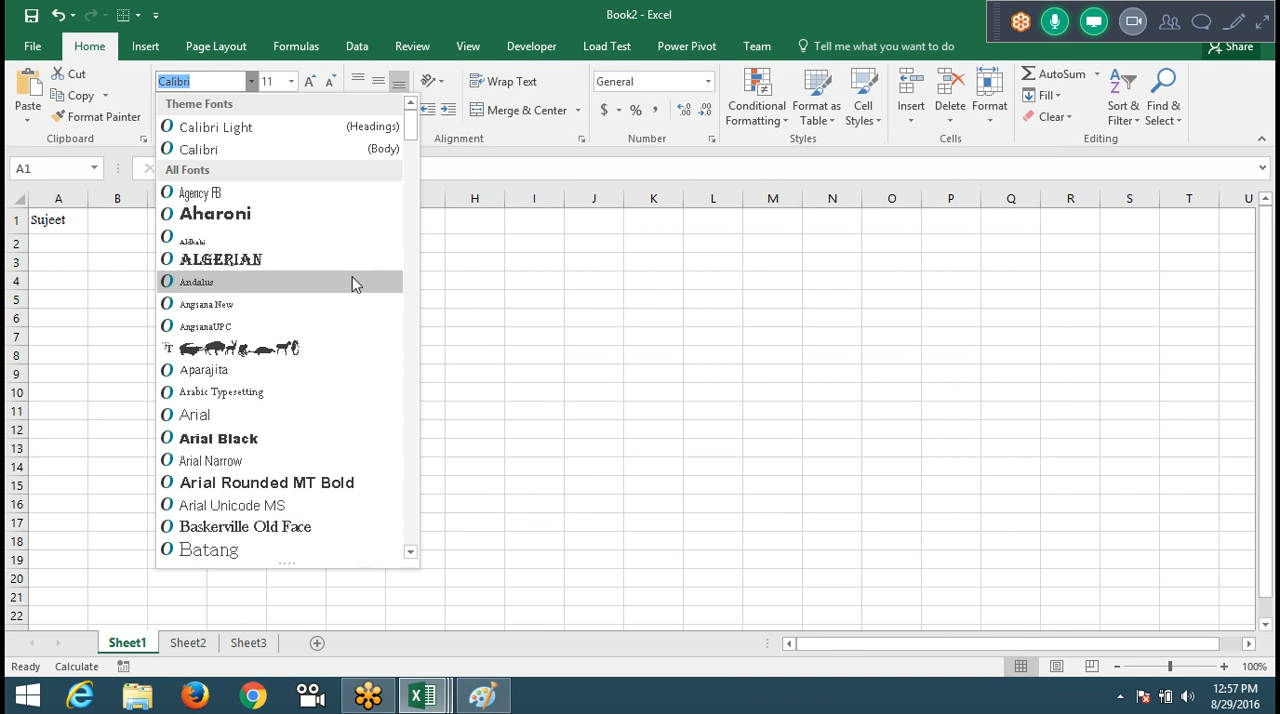 Book2 - Excel
File Home Insert Page Layout Formulas Data Review View Developer Load Test Power Pivot Team Tell me what you want to do Share
Paste
Cut
Copy
Format Painter
Clipboard
Calibri 11
Wrap Text
Merge & Center
Alignment
General
$ % ,
Number
Conditional Formatting
Format as Table
Cell Styles
Styles
Insert Delete Format
Cells
AutoSum
Fill
Clear
Sort & Filter
Find & Select
Editing
A1
Theme Fonts
Calibri Light (Headings)
Calibri (Body)
All Fonts
Agency FB
Aharoni
Aldhabi
ALGERIAN
Andalus
Angsana New
AngsanaUPC
Aparajita
Arabic Typesetting
Arial
Arial Black
Arial Narrow
Arial Rounded MT Bold
Arial Unicode MS
Baskerville Old Face
Batang
A B H I J K L M N O P Q R S T U
1 Sujeet
2
3
4
5
6
7
8
9
10
11
12
13
14
15
16
17
18
19
20
21
22
Sheet1 Sheet2 Sheet3
Ready Calculate 100%
12:57 PM
8/29/2016